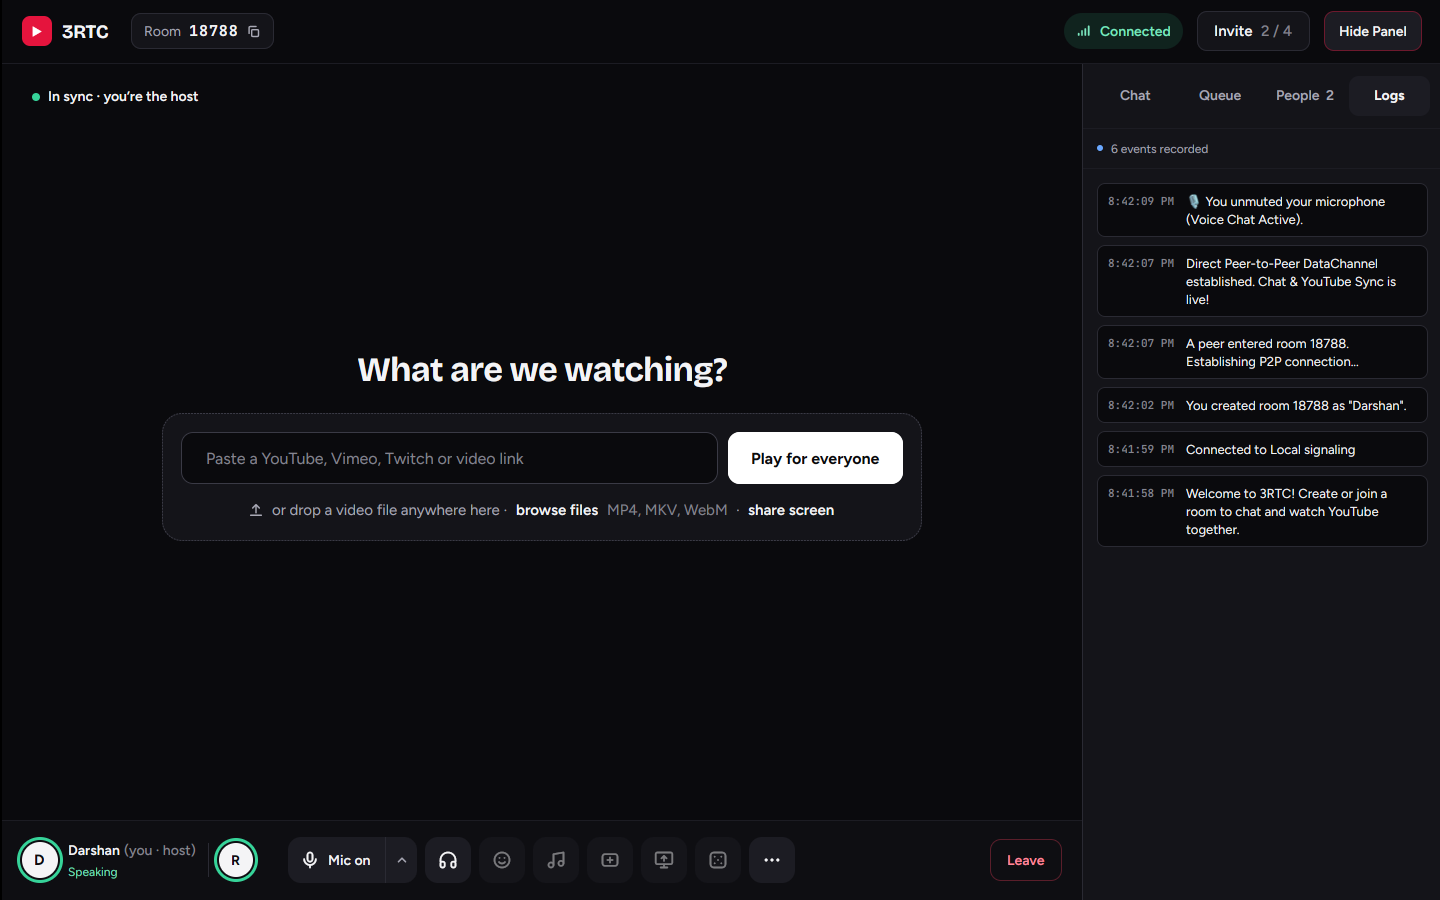 3RTC
Room 18788
Connected
Invite 2 / 4
Hide Panel
In sync · you're the host
Chat
Queue
People 2
Logs
6 events recorded
8:42:09 PM You unmuted your microphone
(Voice Chat Active).
8:42:07 PM Direct Peer-to-Peer DataChannel
established. Chat & YouTube Sync is
live!
8:42:07 PM A peer entered room 18788.
Establishing P2P connection...
8:42:02 PM You created room 18788 as "Darshan".
8:41:59 PM Connected to Local signaling
8:41:58 PM Welcome to 3RTC! Create or join a
room to chat and watch YouTube
together.
What are we watching?
Paste a YouTube, Vimeo, Twitch or video link
Play for everyone
or drop a video file anywhere here · browse files MP4, MKV, WebM · share screen
D
Darshan (you · host)
Speaking
R
Mic on
Leave